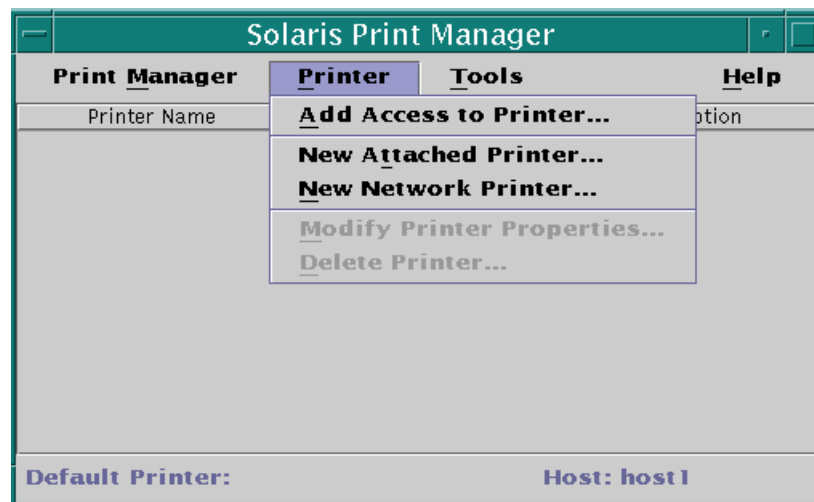 Solaris Print Manager
Print Manager Printer Tools Help
Printer Name ption
Add Access to Printer...
New Attached Printer...
New Network Printer...
Modify Printer Properties...
Delete Printer...
Default Printer: Host: host1